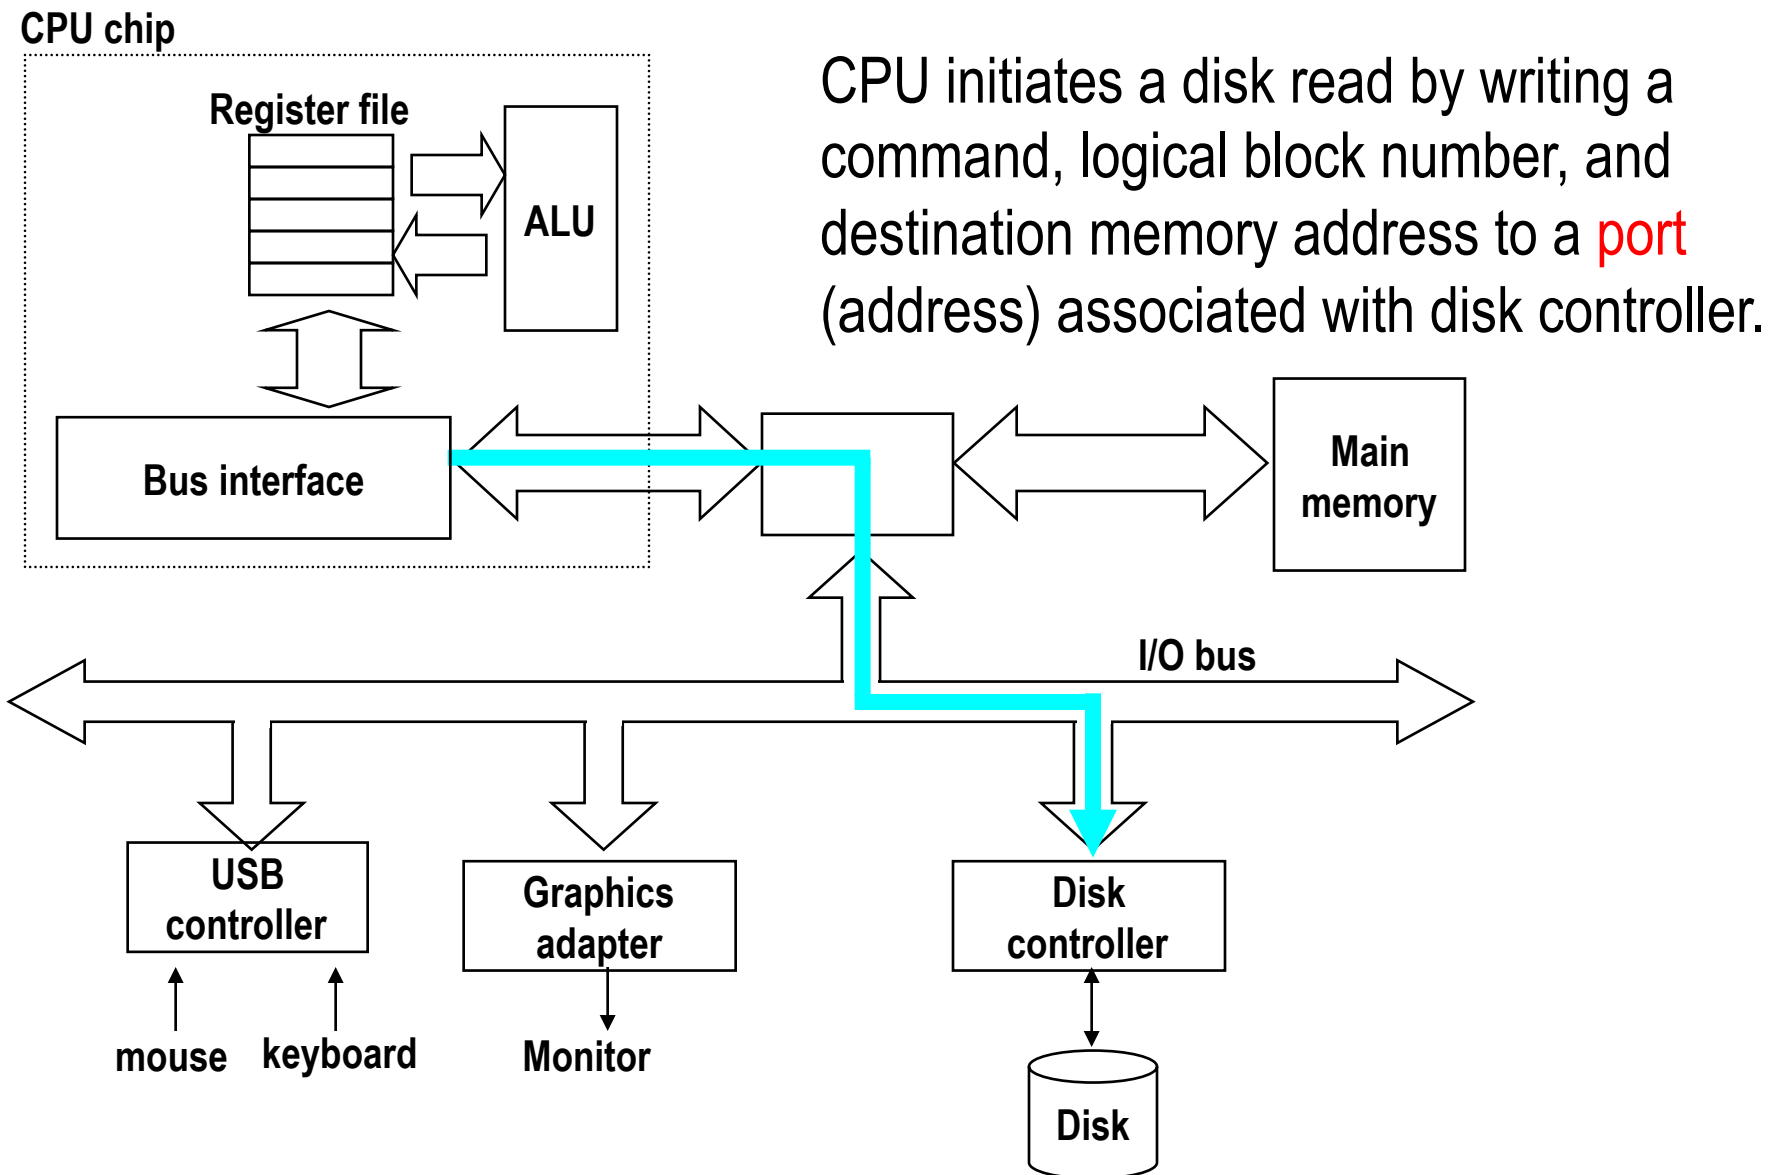 CPU chip
CPU initiates a disk read by writing a
command, logical block number, and
destination memory address to a port
(address) associated with disk controller.
Register file
ALU
Bus interface
Main
memory
I/O bus
USB
controller
Graphics
adapter
Disk
controller
mouse
keyboard
Monitor
Disk